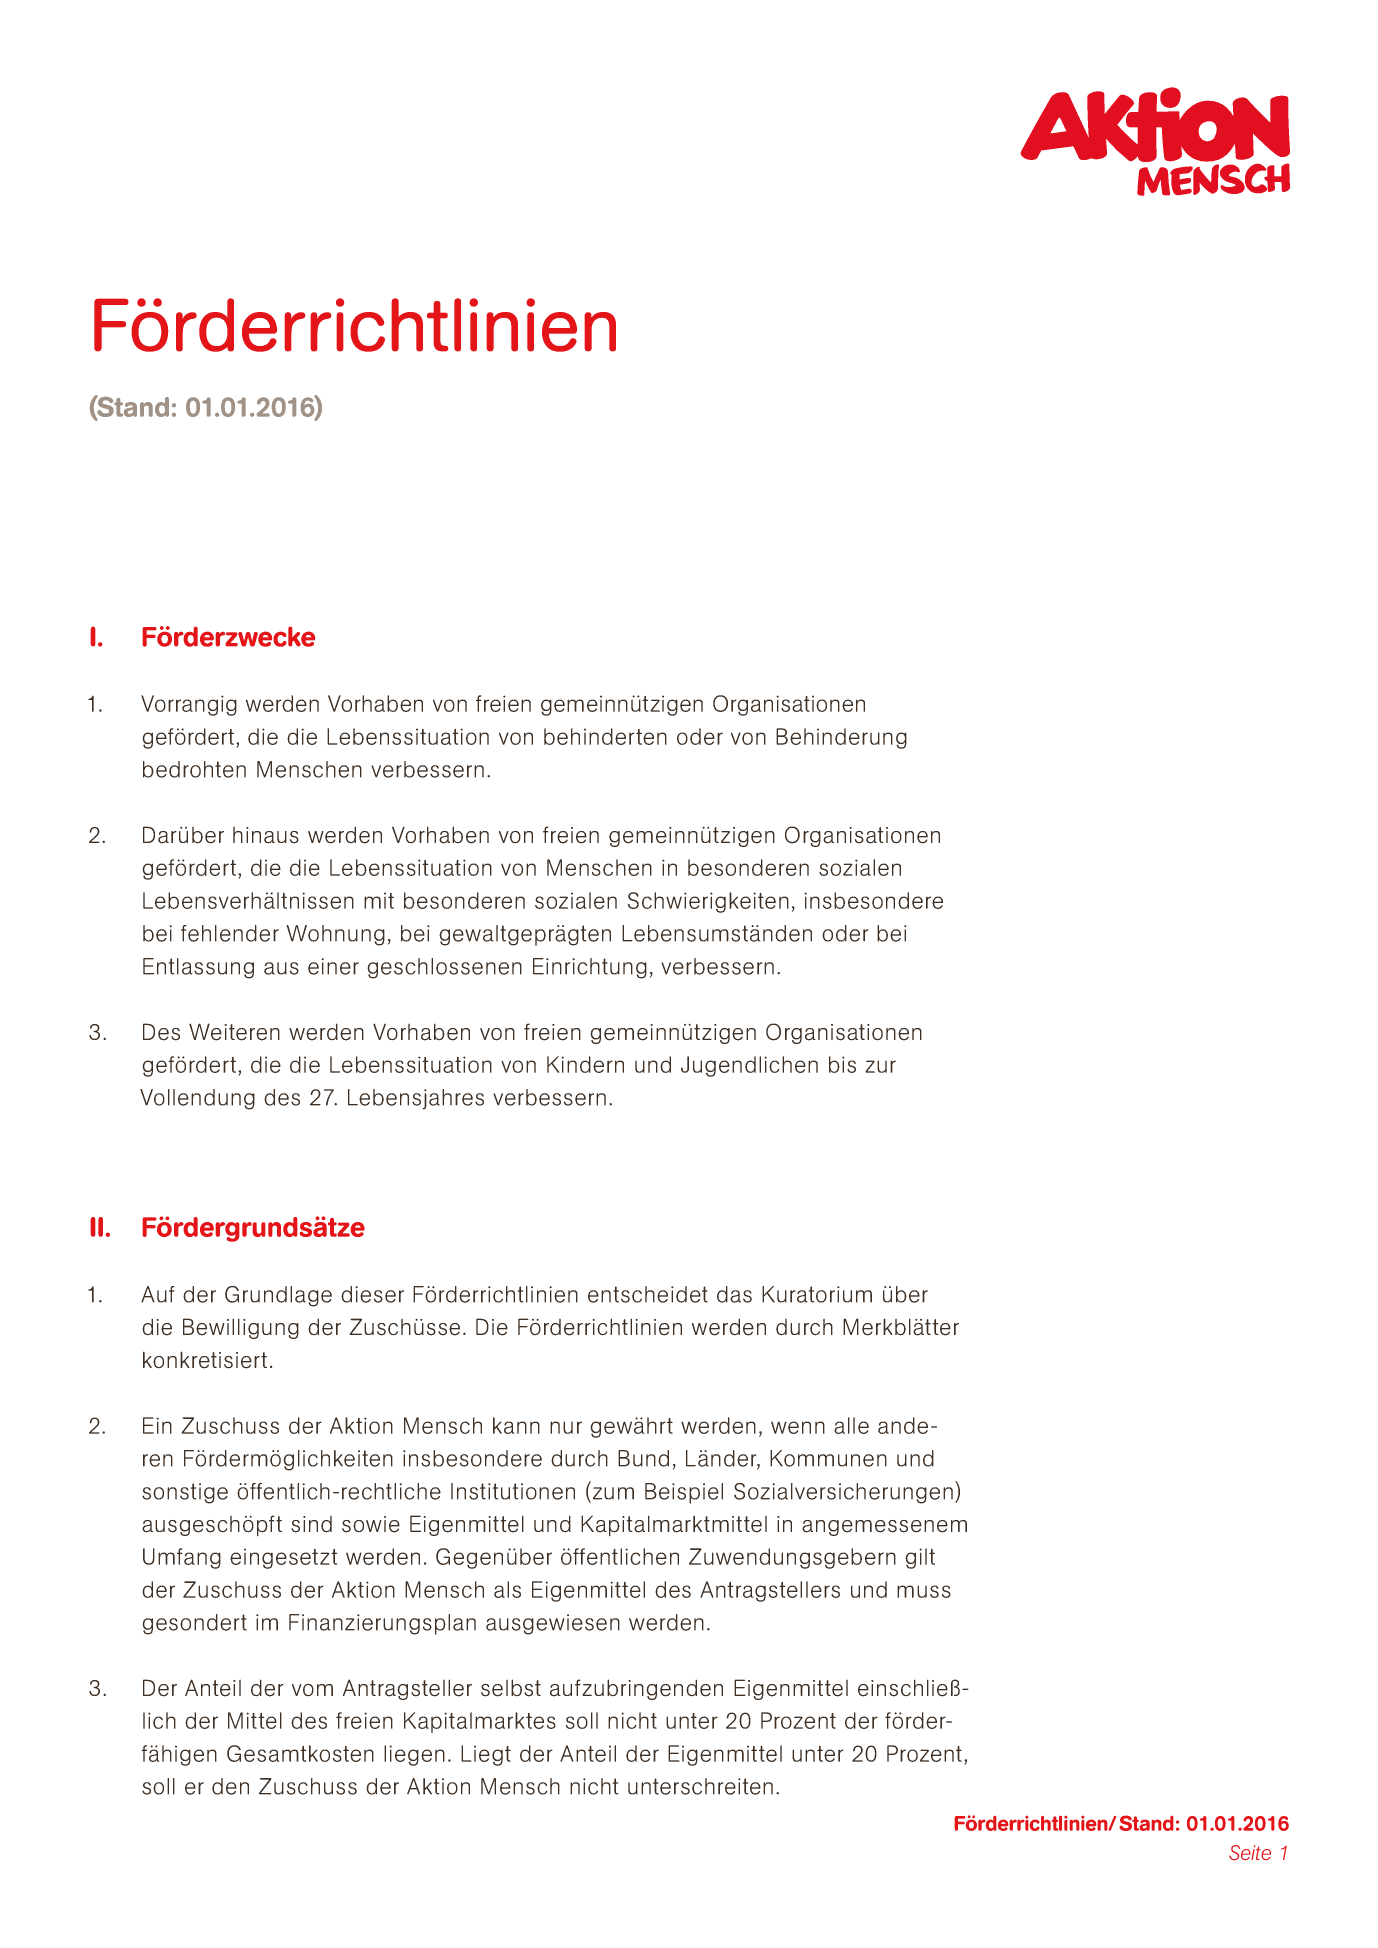 AKtiON
MENSCH
Förderrichtlinien
(Stand: 01.01.2016)
I. Förderzwecke
1. Vorrangig werden Vorhaben von freien gemeinnützigen Organisationen
gefördert, die die Lebenssituation von behinderten oder von Behinderung
bedrohten Menschen verbessern.
2. Darüber hinaus werden Vorhaben von freien gemeinnützigen Organisationen
gefördert, die die Lebenssituation von Menschen in besonderen sozialen
Lebensverhältnissen mit besonderen sozialen Schwierigkeiten, insbesondere
bei fehlender Wohnung, bei gewaltgeprägten Lebensumständen oder bei
Entlassung aus einer geschlossenen Einrichtung, verbessern.
3. Des Weiteren werden Vorhaben von freien gemeinnützigen Organisationen
gefördert, die die Lebenssituation von Kindern und Jugendlichen bis zur
Vollendung des 27. Lebensjahres verbessern.
II. Fördergrundsätze
1. Auf der Grundlage dieser Förderrichtlinien entscheidet das Kuratorium über
die Bewilligung der Zuschüsse. Die Förderrichtlinien werden durch Merkblätter
konkretisiert.
2. Ein Zuschuss der Aktion Mensch kann nur gewährt werden, wenn alle ande-
ren Fördermöglichkeiten insbesondere durch Bund, Länder, Kommunen und
sonstige öffentlich-rechtliche Institutionen (zum Beispiel Sozialversicherungen)
ausgeschöpft sind sowie Eigenmittel und Kapitalmarktmittel in angemessenem
Umfang eingesetzt werden. Gegenüber öffentlichen Zuwendungsgebern gilt
der Zuschuss der Aktion Mensch als Eigenmittel des Antragstellers und muss
gesondert im Finanzierungsplan ausgewiesen werden.
3. Der Anteil der vom Antragsteller selbst aufzubringenden Eigenmittel einschließ-
lich der Mittel des freien Kapitalmarktes soll nicht unter 20 Prozent der förder-
fähigen Gesamtkosten liegen. Liegt der Anteil der Eigenmittel unter 20 Prozent,
soll er den Zuschuss der Aktion Mensch nicht unterschreiten.
Förderrichtlinien/ Stand: 01.01.2016
Seite 1